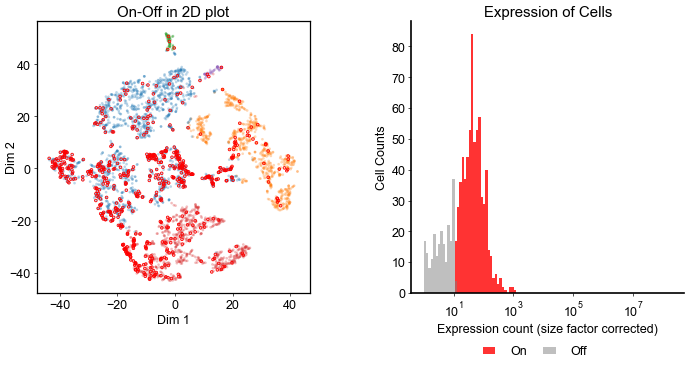 On-Off in 2D plot
Dim 2
40
20
0
−20
−40
−40 −20 0 20 40
Dim 1
Expression of Cells
Cell Counts
80
70
60
50
40
30
20
10
0
10^1 10^3 10^5 10^7
Expression count (size factor corrected)
On Off